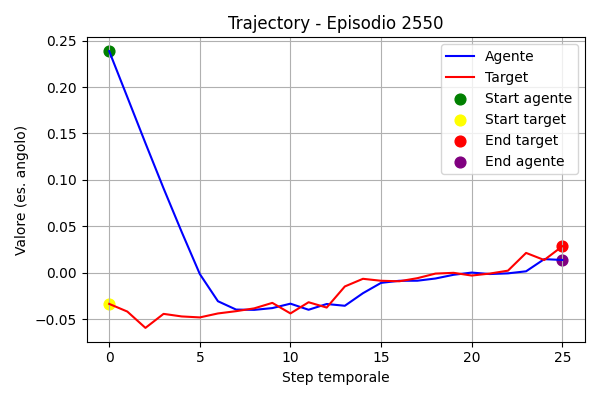 Trajectory - Episodio 2550
Valore (es. angolo)
0.25
0.20
0.15
0.10
0.05
0.00
−0.05
Agente
Target
Start agente
Start target
End target
End agente
0 5 10 15 20 25
Step temporale